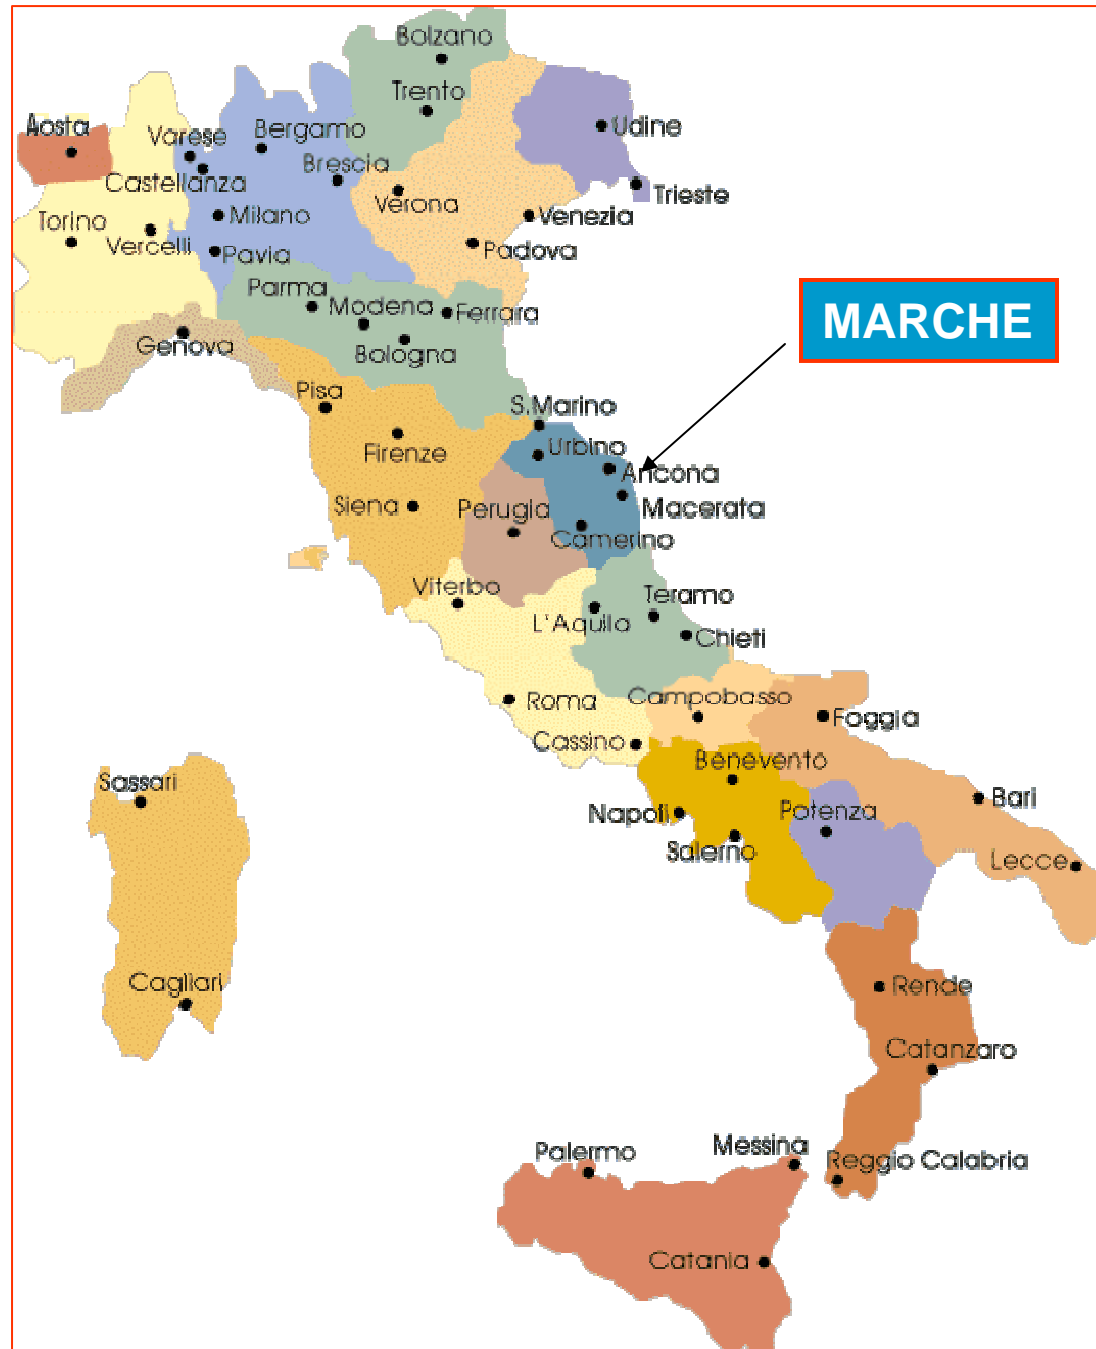 Bolzano
Trento
Aosta
Varese
Bergamo
Udine
Brescia
Castellanza
Verona
Trieste
Torino
Milano
Venezia
Vercelli
Pavia
Padova
Parma
Modena
Ferrara
MARCHE
Genova
Bologna
Pisa
S.Marino
Firenze
Urbino
Ancona
Siena
Perugia
Macerata
Camerino
Viterbo
Teramo
L'Aquila
Chieti
Roma
Campobasso
Foggia
Cassino
Benevento
Sassari
Napoli
Potenza
Bari
Salerno
Lecce
Cagliari
Rende
Catanzaro
Palermo
Messina
Reggio Calabria
Catania